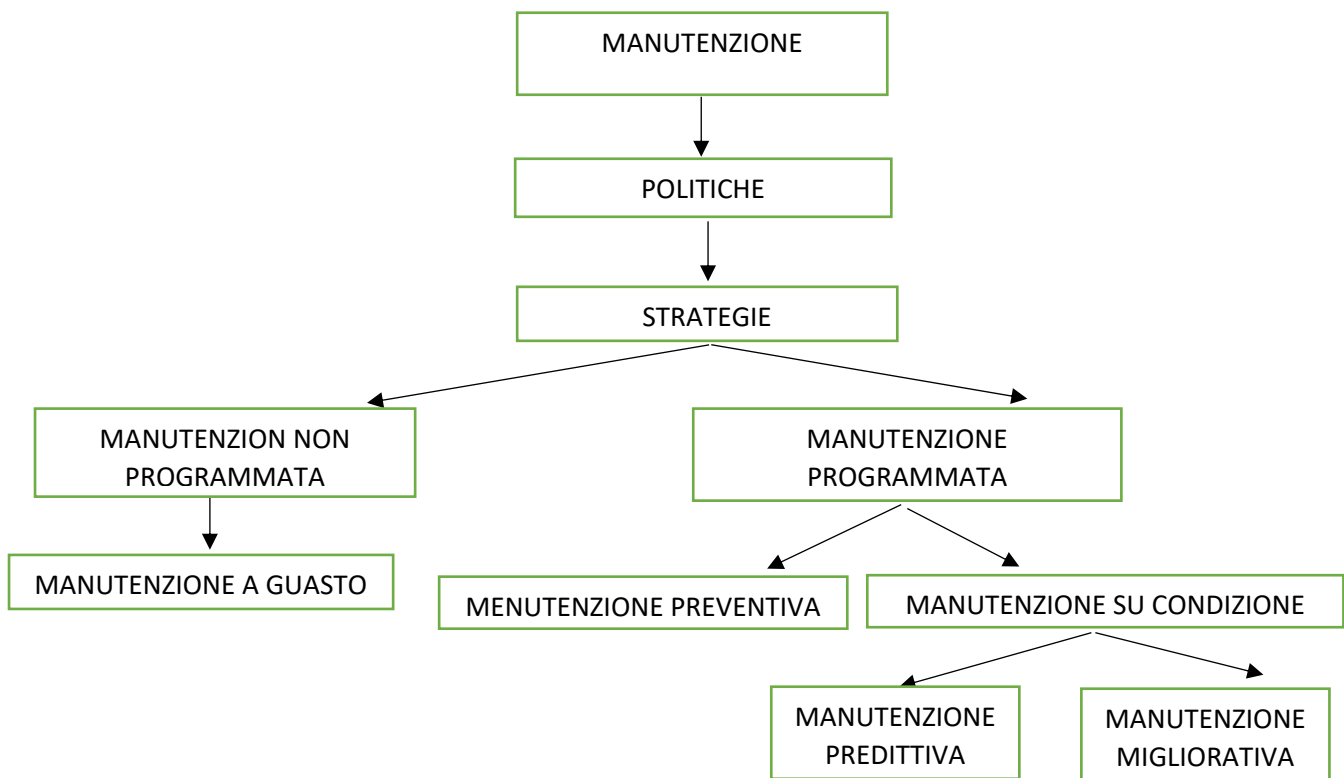 MANUTENZIONE
POLITICHE
STRATEGIE
MANUTENZION NON
PROGRAMMATA
MANUTENZIONE
PROGRAMMATA
MANUTENZIONE A GUASTO
MENUTENZIONE PREVENTIVA
MANUTENZIONE SU CONDIZIONE
MANUTENZIONE
PREDITTIVA
MANUTENZIONE
MIGLIORATIVA